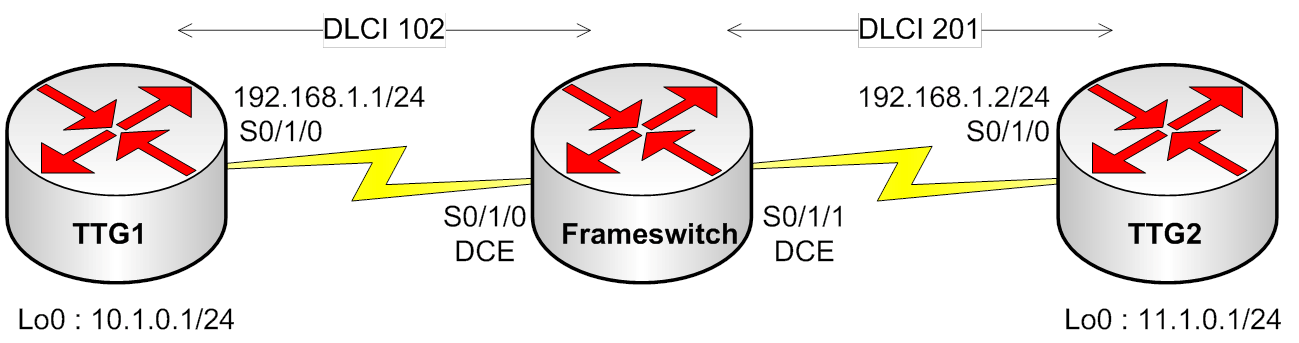 DLCI 102
DLCI 201
192.168.1.1/24
S0/1/0
192.168.1.2/24
S0/1/0
S0/1/0
DCE
S0/1/1
DCE
TTG1
Frameswitch
TTG2
Lo0 : 10.1.0.1/24
Lo0 : 11.1.0.1/24